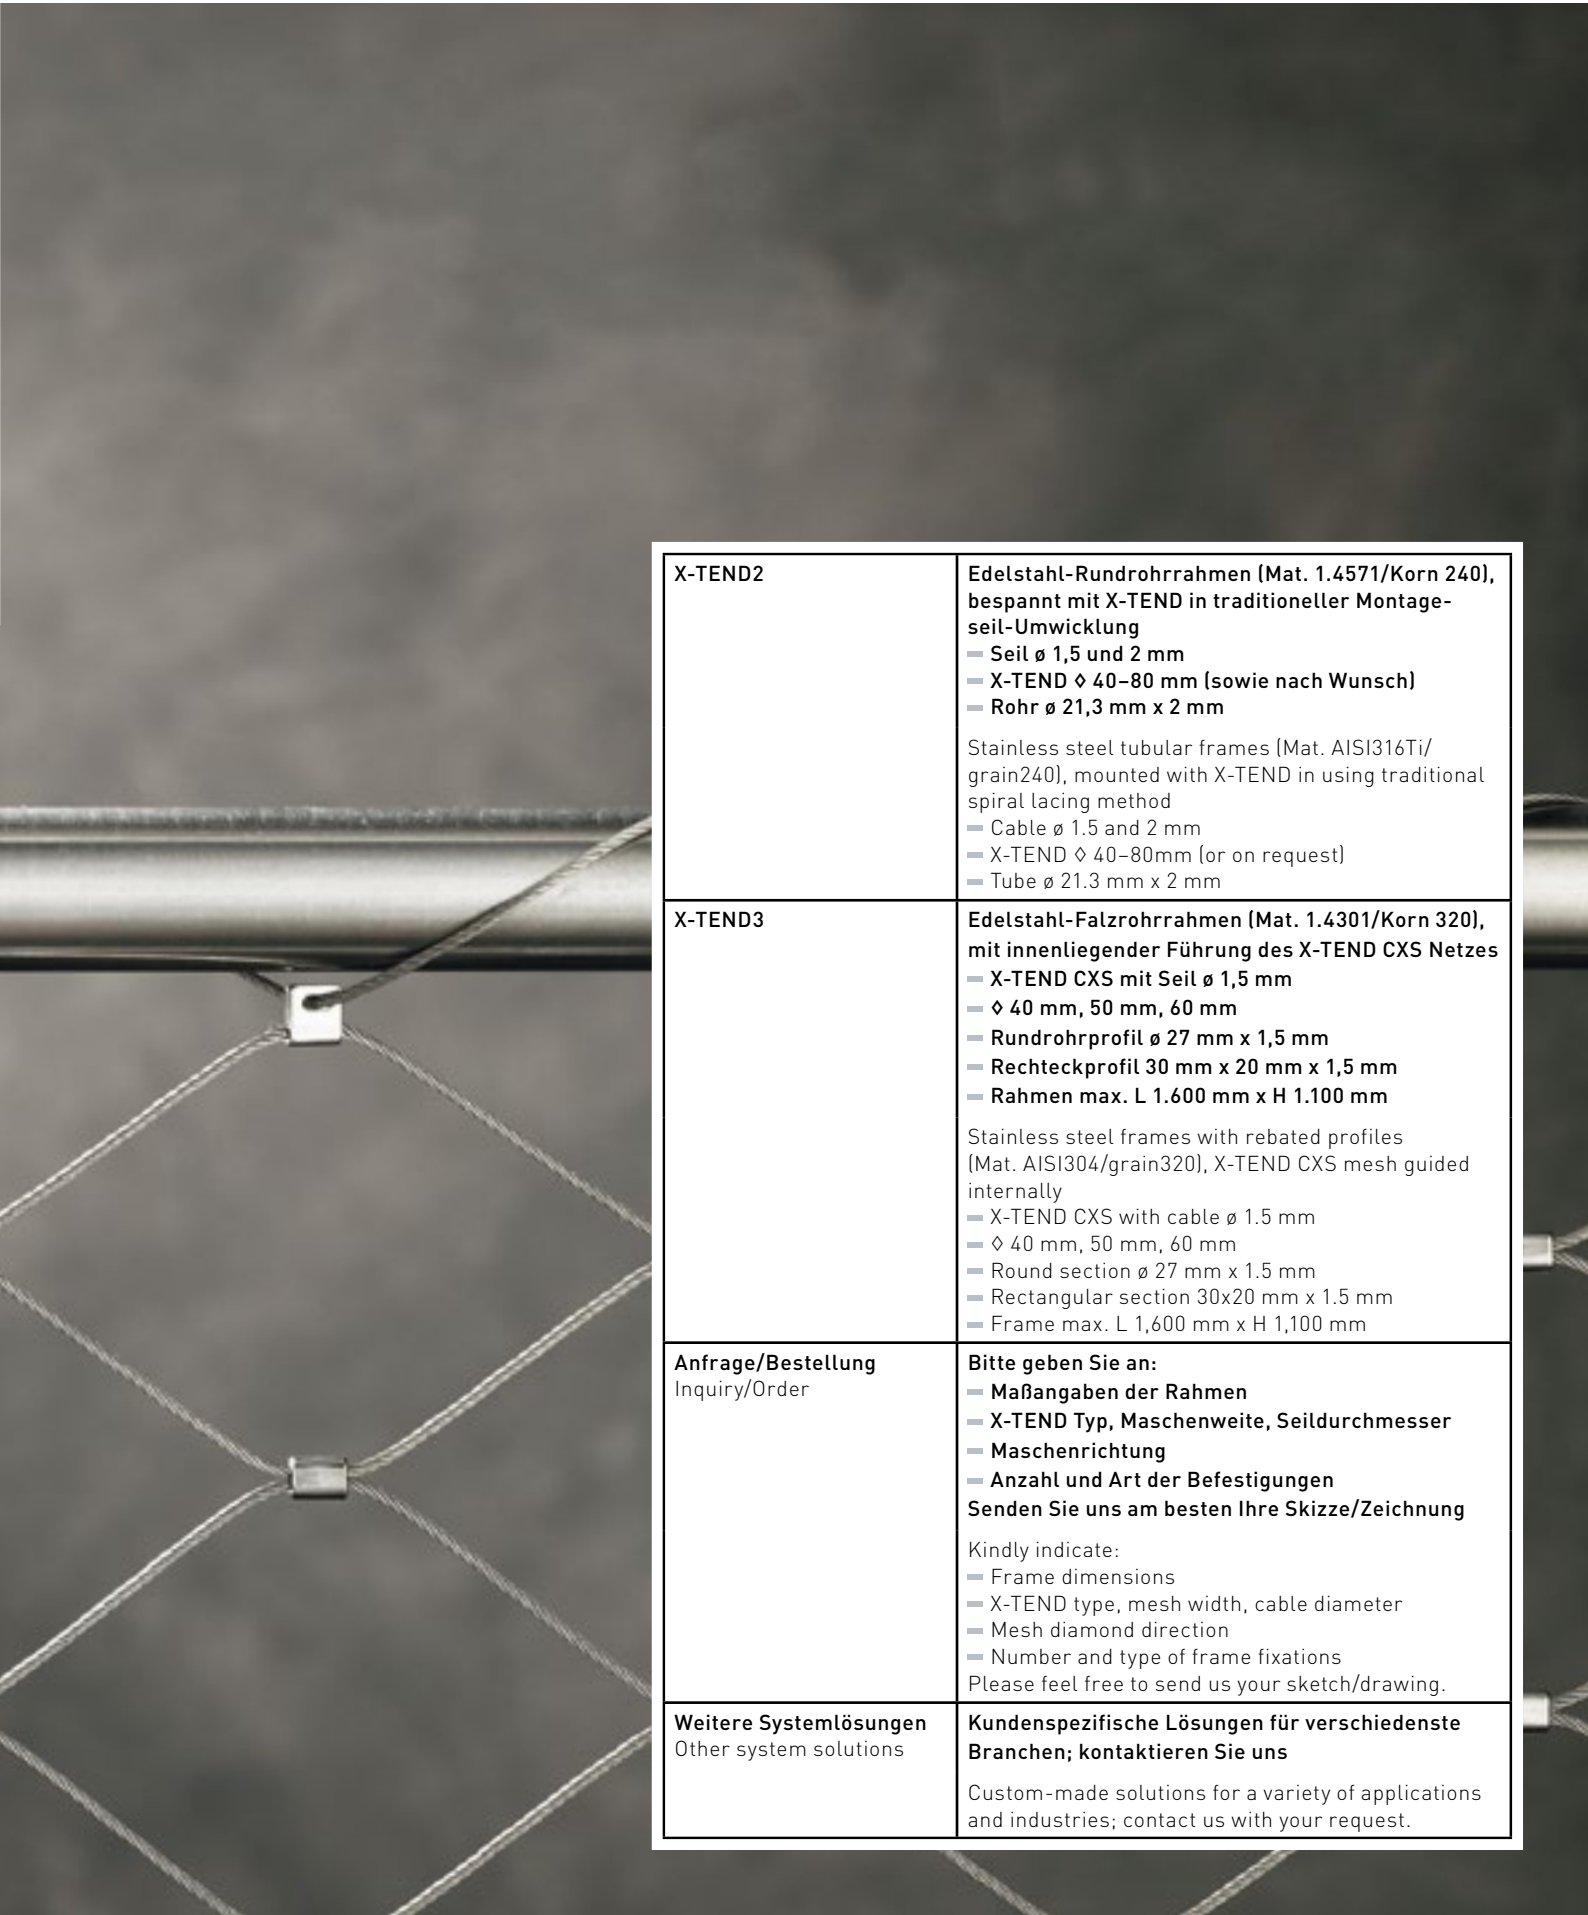 X-TEND2
Edelstahl-Rundrohrrahmen (Mat. 1.4571/Korn 240),
bespannt mit X-TEND in traditioneller Montage-
seil-Umwicklung
Seil ø 1,5 und 2 mm
X-TEND ◊ 40–80 mm (sowie nach Wunsch)
Rohr ø 21,3 mm x 2 mm
Stainless steel tubular frames (Mat. AISI316Ti/
grain240), mounted with X-TEND in using traditional
spiral lacing method
Cable ø 1.5 and 2 mm
X-TEND ◊ 40–80mm (or on request)
Tube ø 21.3 mm x 2 mm
X-TEND3
Edelstahl-Falzrohrrahmen (Mat. 1.4301/Korn 320),
mit innenliegender Führung des X-TEND CXS Netzes
X-TEND CXS mit Seil ø 1,5 mm
◊ 40 mm, 50 mm, 60 mm
Rundrohrprofil ø 27 mm x 1,5 mm
Rechteckprofil 30 mm x 20 mm x 1,5 mm
Rahmen max. L 1.600 mm x H 1.100 mm
Stainless steel frames with rebated profiles
(Mat. AISI304/grain320), X-TEND CXS mesh guided
internally
X-TEND CXS with cable ø 1.5 mm
◊ 40 mm, 50 mm, 60 mm
Round section ø 27 mm x 1.5 mm
Rectangular section 30x20 mm x 1.5 mm
Frame max. L 1,600 mm x H 1,100 mm
Anfrage/Bestellung
Inquiry/Order
Bitte geben Sie an:
Maßangaben der Rahmen
X-TEND Typ, Maschenweite, Seildurchmesser
Maschenrichtung
Anzahl und Art der Befestigungen
Senden Sie uns am besten Ihre Skizze/Zeichnung
Kindly indicate:
Frame dimensions
X-TEND type, mesh width, cable diameter
Mesh diamond direction
Number and type of frame fixations
Please feel free to send us your sketch/drawing.
Weitere Systemlösungen
Other system solutions
Kundenspezifische Lösungen für verschiedenste
Branchen; kontaktieren Sie uns
Custom-made solutions for a variety of applications
and industries; contact us with your request.